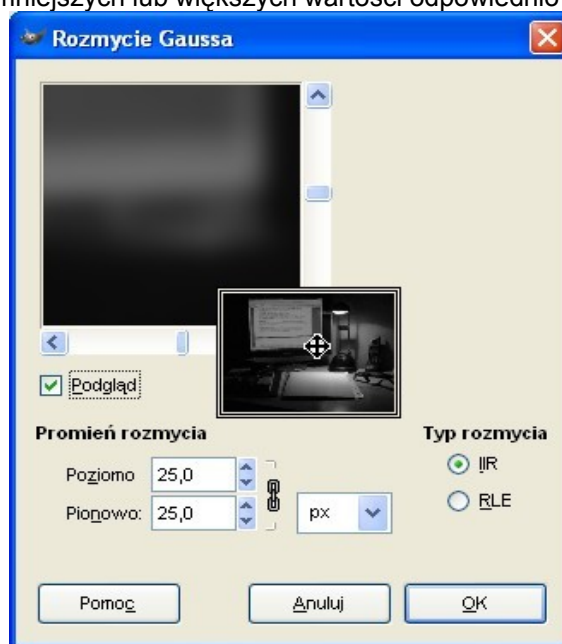 mniejszych lub większych wartości odpowiednio
Rozmycie Gaussa
Podgląd
Promień rozmycia
Typ rozmycia
Poziomo 25,0
IIR
Pionowo: 25,0
px
RLE
Pomoc
Anuluj
OK